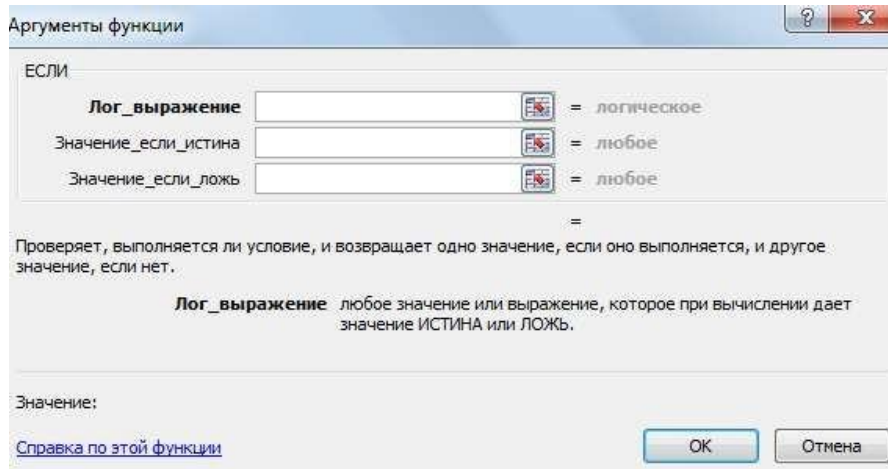 Аргументы функции
ЕСЛИ
Лог_выражение = логическое
Значение_если_истина = любое
Значение_если_ложь = любое
=
Проверяет, выполняется ли условие, и возвращает одно значение, если оно выполняется, и другое
значение, если нет.
Лог_выражение любое значение или выражение, которое при вычислении дает
значение ИСТИНА или ЛОЖЬ.
Значение:
Справка по этой функции OK Отмена